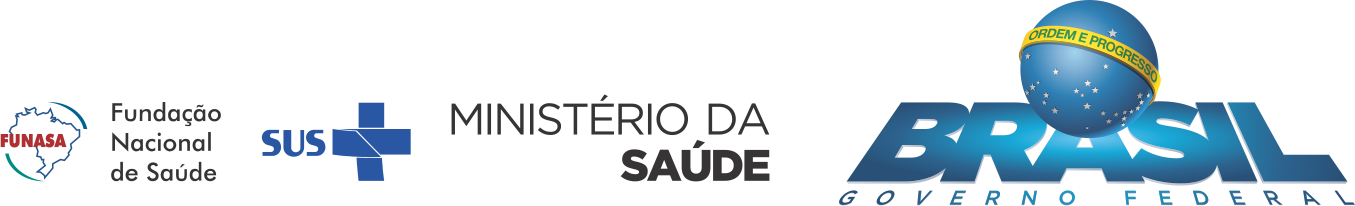 FUNASA
Fundação
Nacional
de Saúde
SUS
MINISTÉRIO DA
SAÚDE
ORDEM E PROGRESSO
BRASIL
GOVERNO FEDERAL